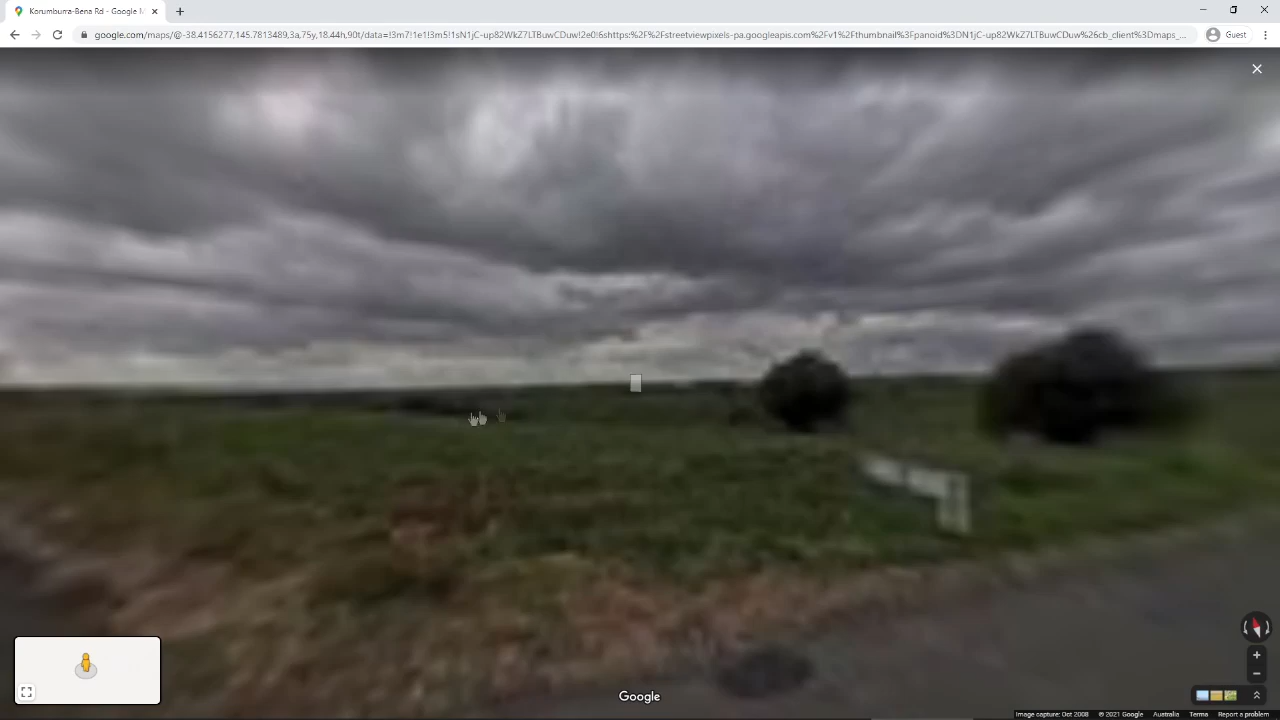 Korumburra-Bena Rd - Google M
google.com/maps/@-38.4156277,145.7813489,3a,75y,18.44h,90t/data=!3m7!1e1!3m5!1sN1jC-up82WkZ7LTBuwCDuw!2e0!6shttps:%2F%2Fstreetviewpixels-pa.googleapis.com%2Fv1%2Fthumbnail%3Fpanoid%3DN1jC-up82WkZ7LTBuwCDuw%26cb_client%3Dmaps_...
Guest
Google
Image capture: Oct 2008 © 2021 Google Australia Terms Report a problem